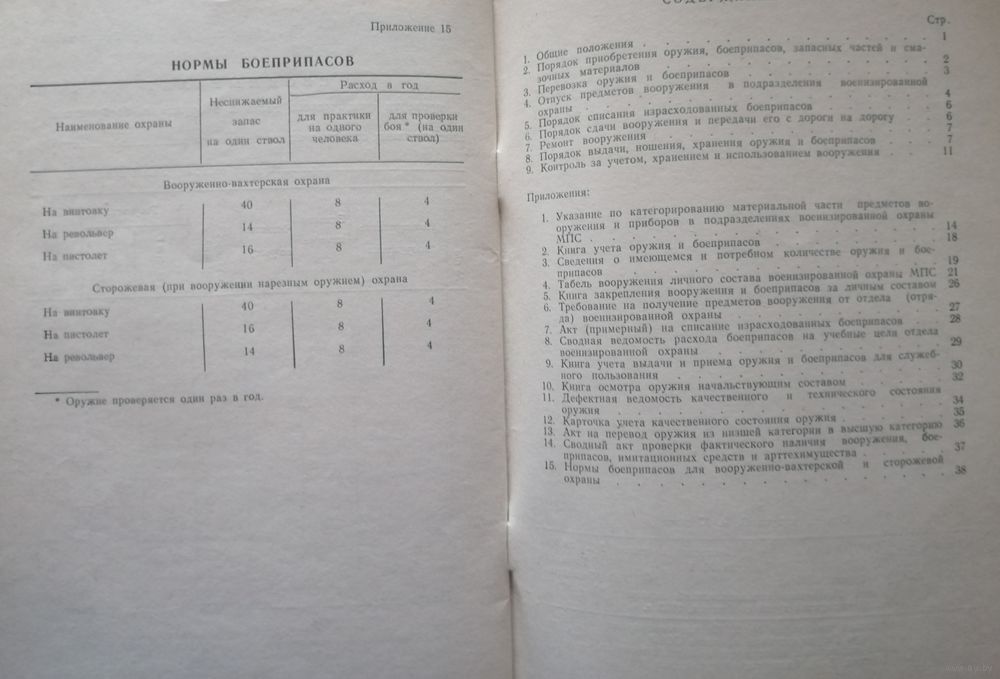 Приложение 15
НОРМЫ БОЕПРИПАСОВ
Наименование охраны
Неснижаемый
запас
на один ствол
Расход в год
для практики
на одного
человека
для проверки
боя * (на один
ствол)
Вооруженно-вахтерская охрана
На винтовку 40 8 4
На револьвер 14 8 4
На пистолет 16 8 4
Сторожевая (при вооружении нарезным оружием) охрана
На винтовку 40 8 4
На пистолет 16 8 4
На револьвер 14 8 4
* Оружие проверяется один раз в год.
Стр.
1. Общие положения . . . . . . . . . . 1
2. Порядок приобретения оружия, боеприпасов, запасных частей и сма-
зочных материалов . . . . . . . . . . 2
3. Перевозка оружия и боеприпасов . . . . . . . 3
4. Отпуск предметов вооружения в подразделения военизированной
охраны . . . . . . . . . . . . 4
5. Порядок списания израсходованных боеприпасов . . . . 6
6. Порядок сдачи вооружения и передачи его с дороги на дорогу . 6
7. Ремонт вооружения . . . . . . . . . 7
8. Порядок выдачи, ношения, хранения оружия и боеприпасов . . . 7
9. Контроль за учетом, хранением и использованием вооружения . . 11
Приложения:
1. Указание по категорированию материальной части предметов во-
оружения и приборов в подразделениях военизированной охраны
МПС . . . . . . . . . . . . 14
2. Книга учета оружия и боеприпасов . . . . . . 18
3. Сведения о имеющемся и потребном количестве оружия и бое-
припасов . . . . . . . . . . . 19
4. Табель вооружения личного состава военизированной охраны МПС 21
5. Книга закрепления вооружения и боеприпасов за личным составом 26
6. Требование на получение предметов вооружения от отдела (отря-
да) военизированной охраны . . . . . . . . 27
7. Акт (примерный) на списание израсходованных боеприпасов . . 28
8. Сводная ведомость расхода боеприпасов на учебные цели отдела
военизированной охраны . . . . . . . . 29
9. Книга учета выдачи и приема оружия и боеприпасов для служеб-
ного пользования . . . . . . . . . . 30
10. Книга осмотра оружия начальствующим составом . . . . 32
11. Дефектная ведомость качественного и технического состояния
оружия . . . . . . . . . . . . 34
12. Карточка учета качественного состояния оружия . . . . 35
13. Акт на перевод оружия из низшей категории в высшую категорию 36
14. Сводный акт проверки фактического наличия вооружения, бое-
припасов, имитационных средств и арттехимущества . . . . 37
15. Нормы боеприпасов для вооруженно-вахтерской и сторожевой
охраны . . . . . . . . . . . . 38